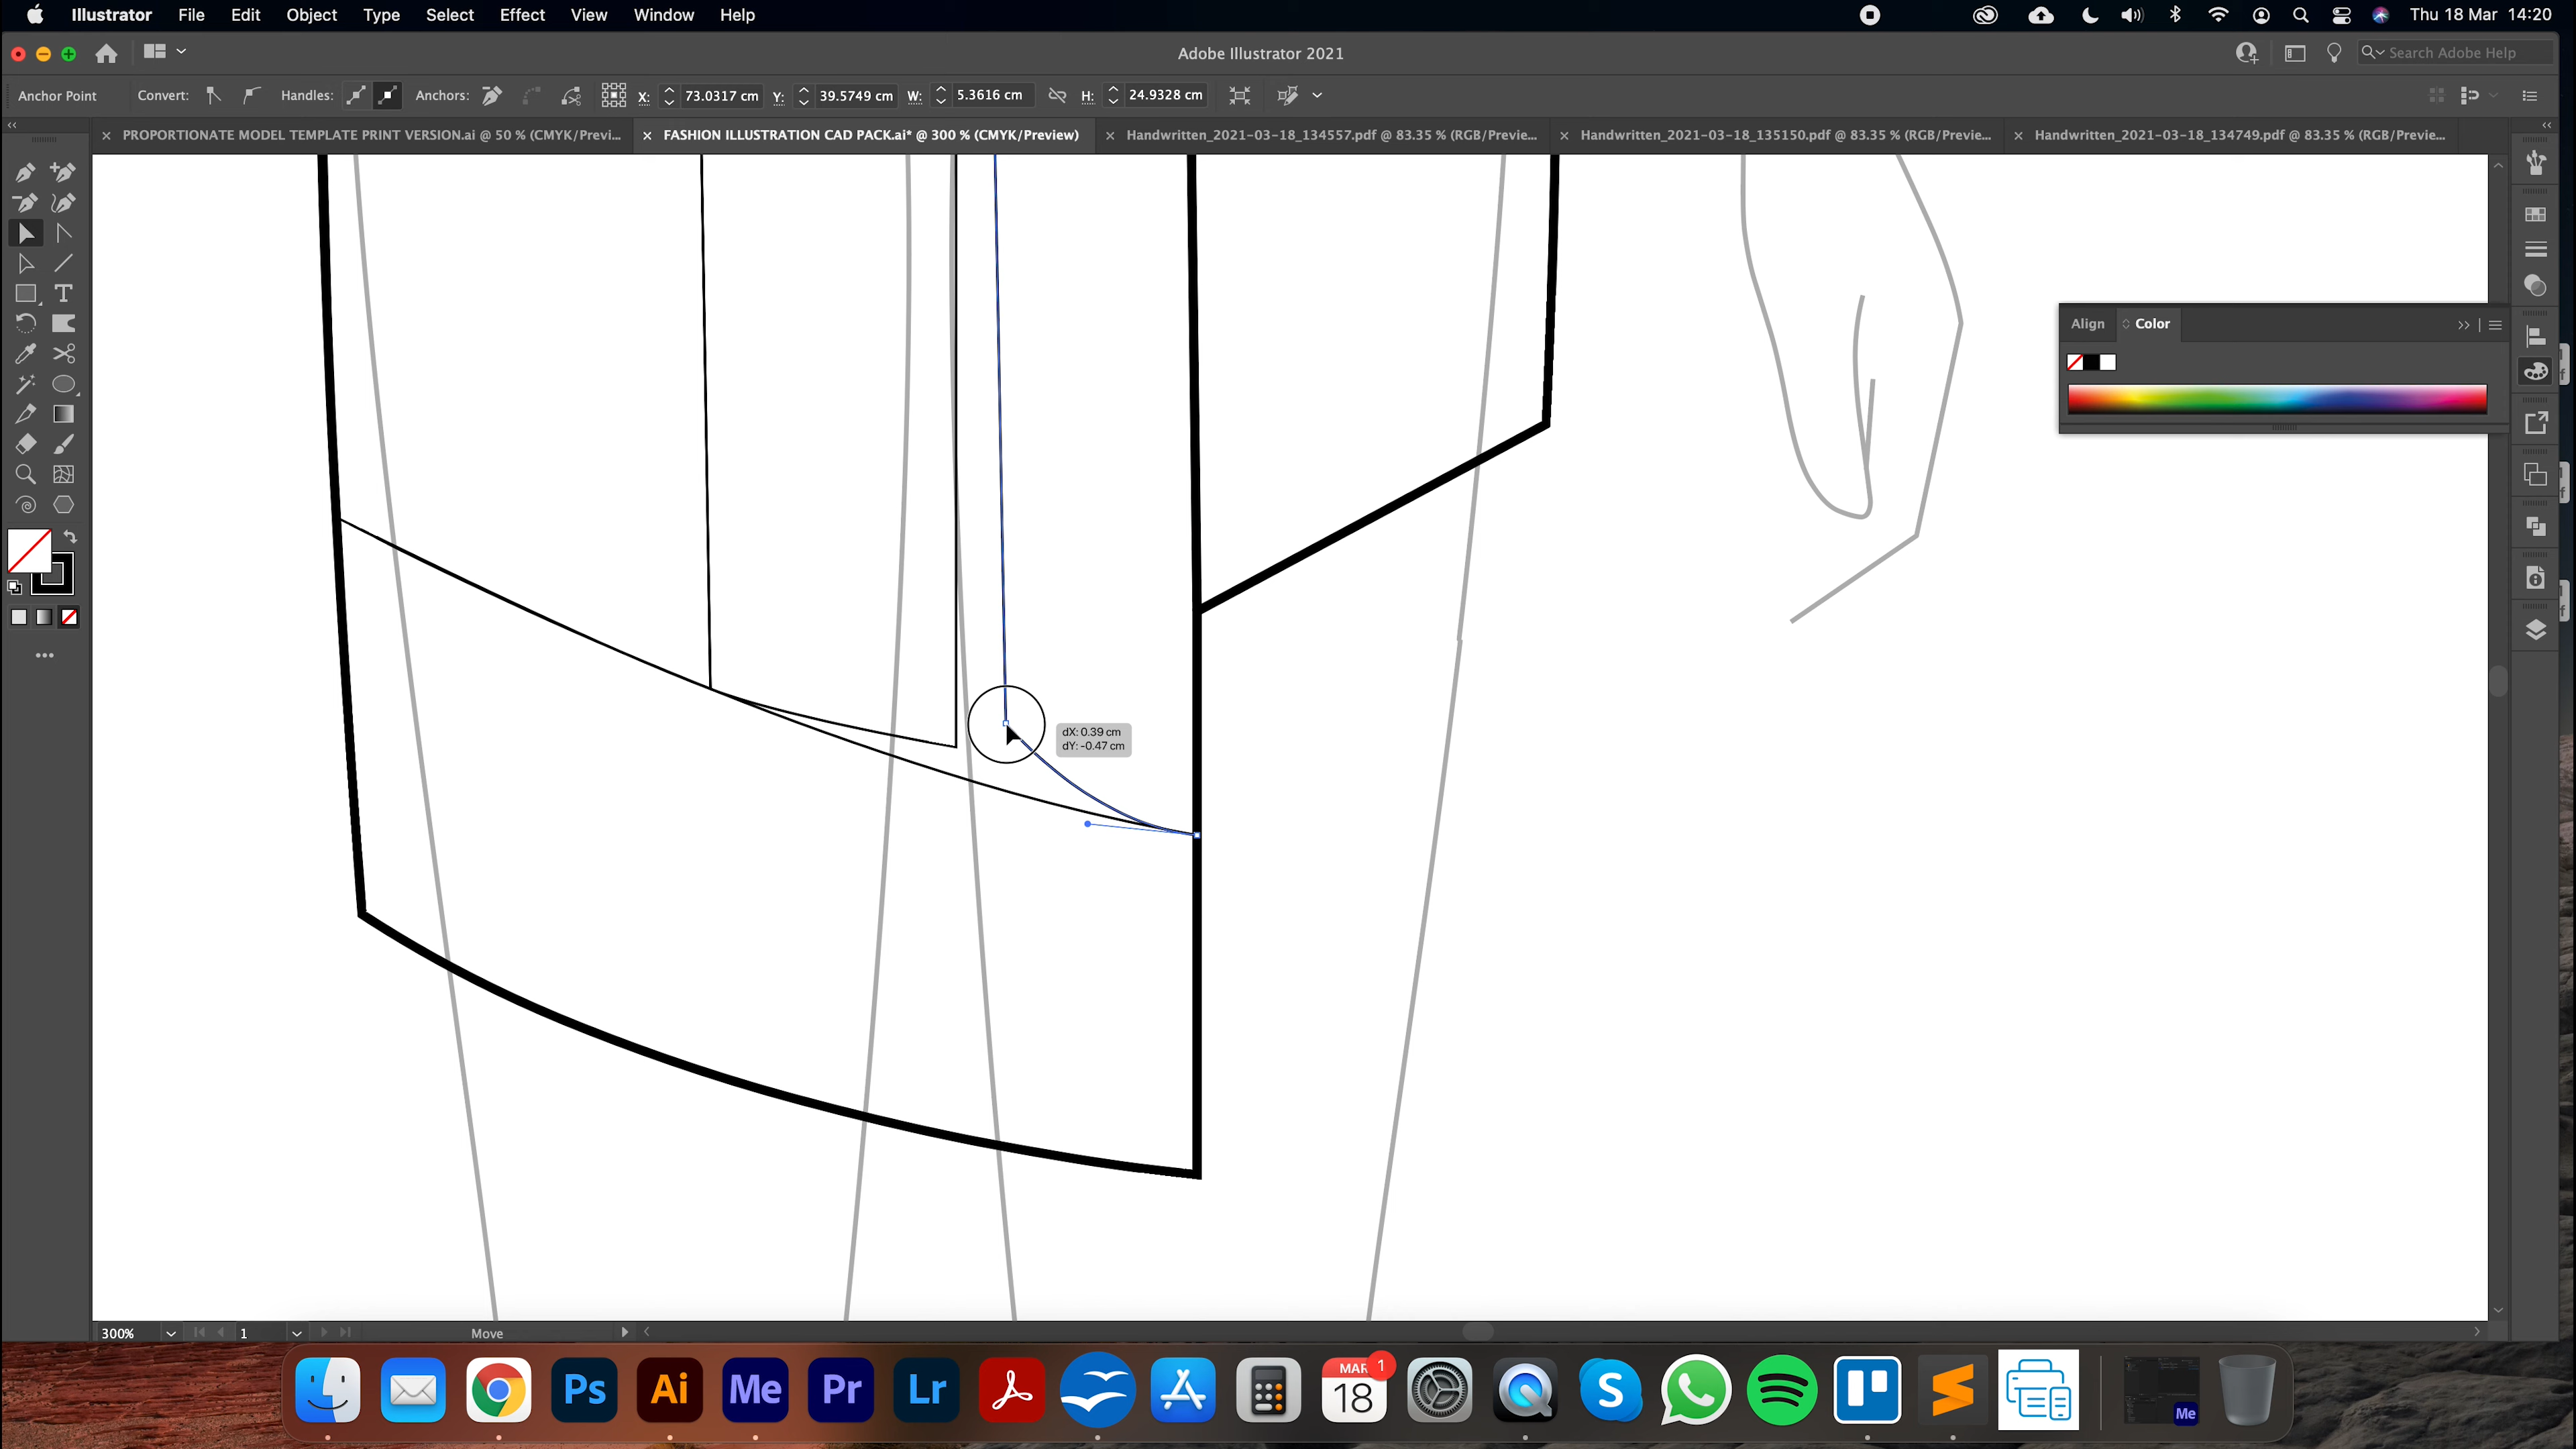 Illustrator File Edit Object Type Select Effect View Window Help Thu 18 Mar 14:20
Adobe Illustrator 2021 Search Adobe Help
Anchor Point Convert: Handles: Anchors: X: 73.0317 cm Y: 39.5749 cm W: 5.3616 cm H: 24.9328 cm
PROPORTIONATE MODEL TEMPLATE PRINT VERSION.ai @ 50 % (CMYK/Previ... FASHION ILLUSTRATION CAD PACK.ai* @ 300 % (CMYK/Preview) Handwritten_2021-03-18_134557.pdf @ 83.35 % (RGB/Previe... Handwritten_2021-03-18_135150.pdf @ 83.35 % (RGB/Previe... Handwritten_2021-03-18_134749.pdf @ 83.35 % (RGB/Previe...
Align Color
dX: 0.39 cm
dY: -0.47 cm
300% 1 Move
Ps Ai Me Pr Lr MAR 1 18 S Me